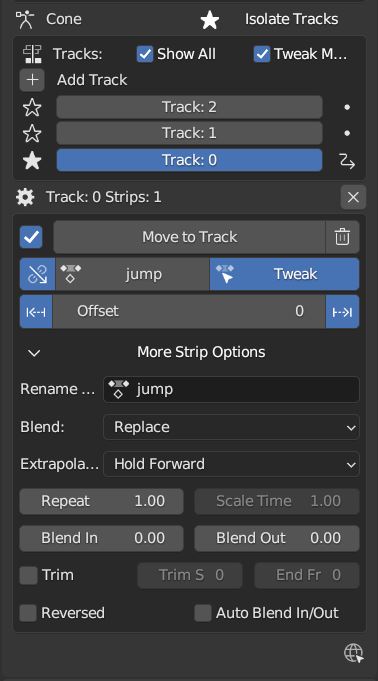 Cone Isolate Tracks
Tracks: Show All Tweak M...
Add Track
Track: 2
Track: 1
Track: 0
Track: 0 Strips: 1
Move to Track
jump Tweak
Offset 0
More Strip Options
Rename ... jump
Blend: Replace
Extrapola... Hold Forward
Repeat 1.00 Scale Time 1.00
Blend In 0.00 Blend Out 0.00
Trim Trim S 0 End Fr 0
Reversed Auto Blend In/Out